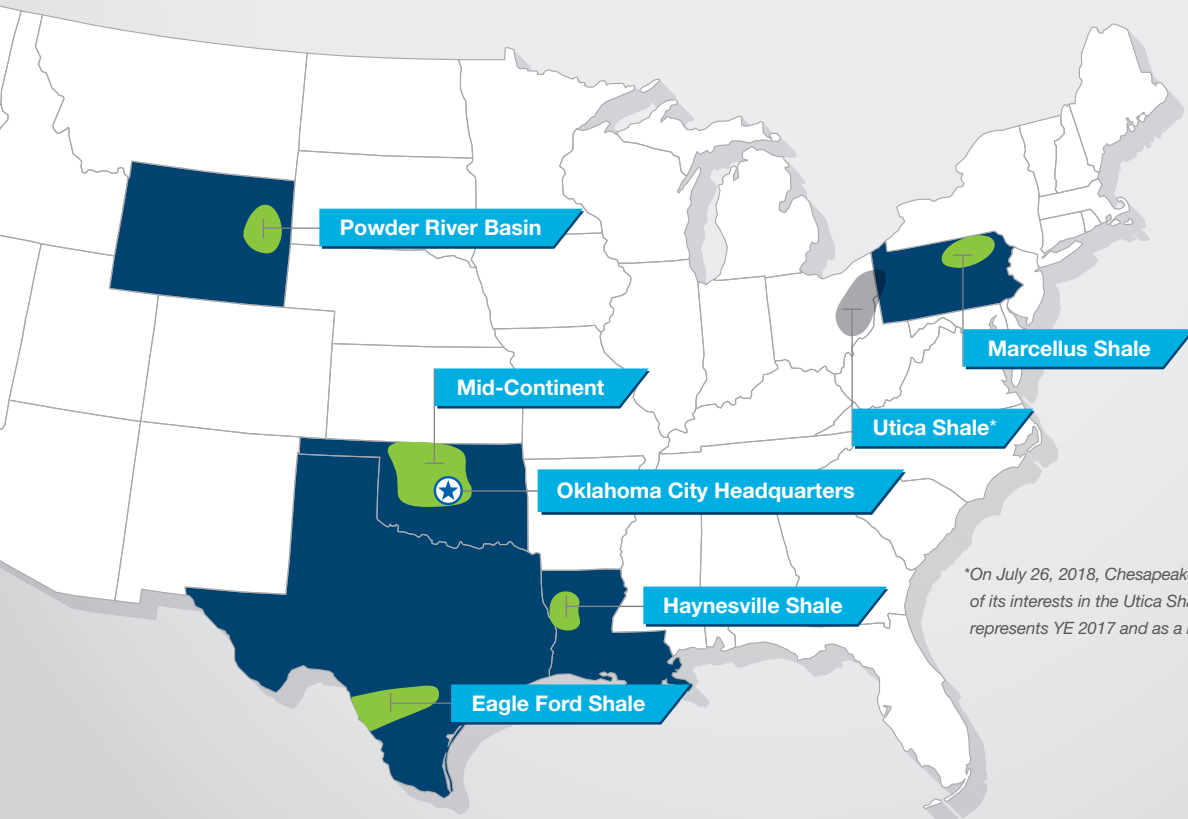 Powder River Basin
Marcellus Shale
Mid-Continent
Utica Shale*
Oklahoma City Headquarters
*On July 26, 2018, Chesapeake
of its interests in the Utica
represents YE 2017 and as a
Haynesville Shale
Eagle Ford Shale